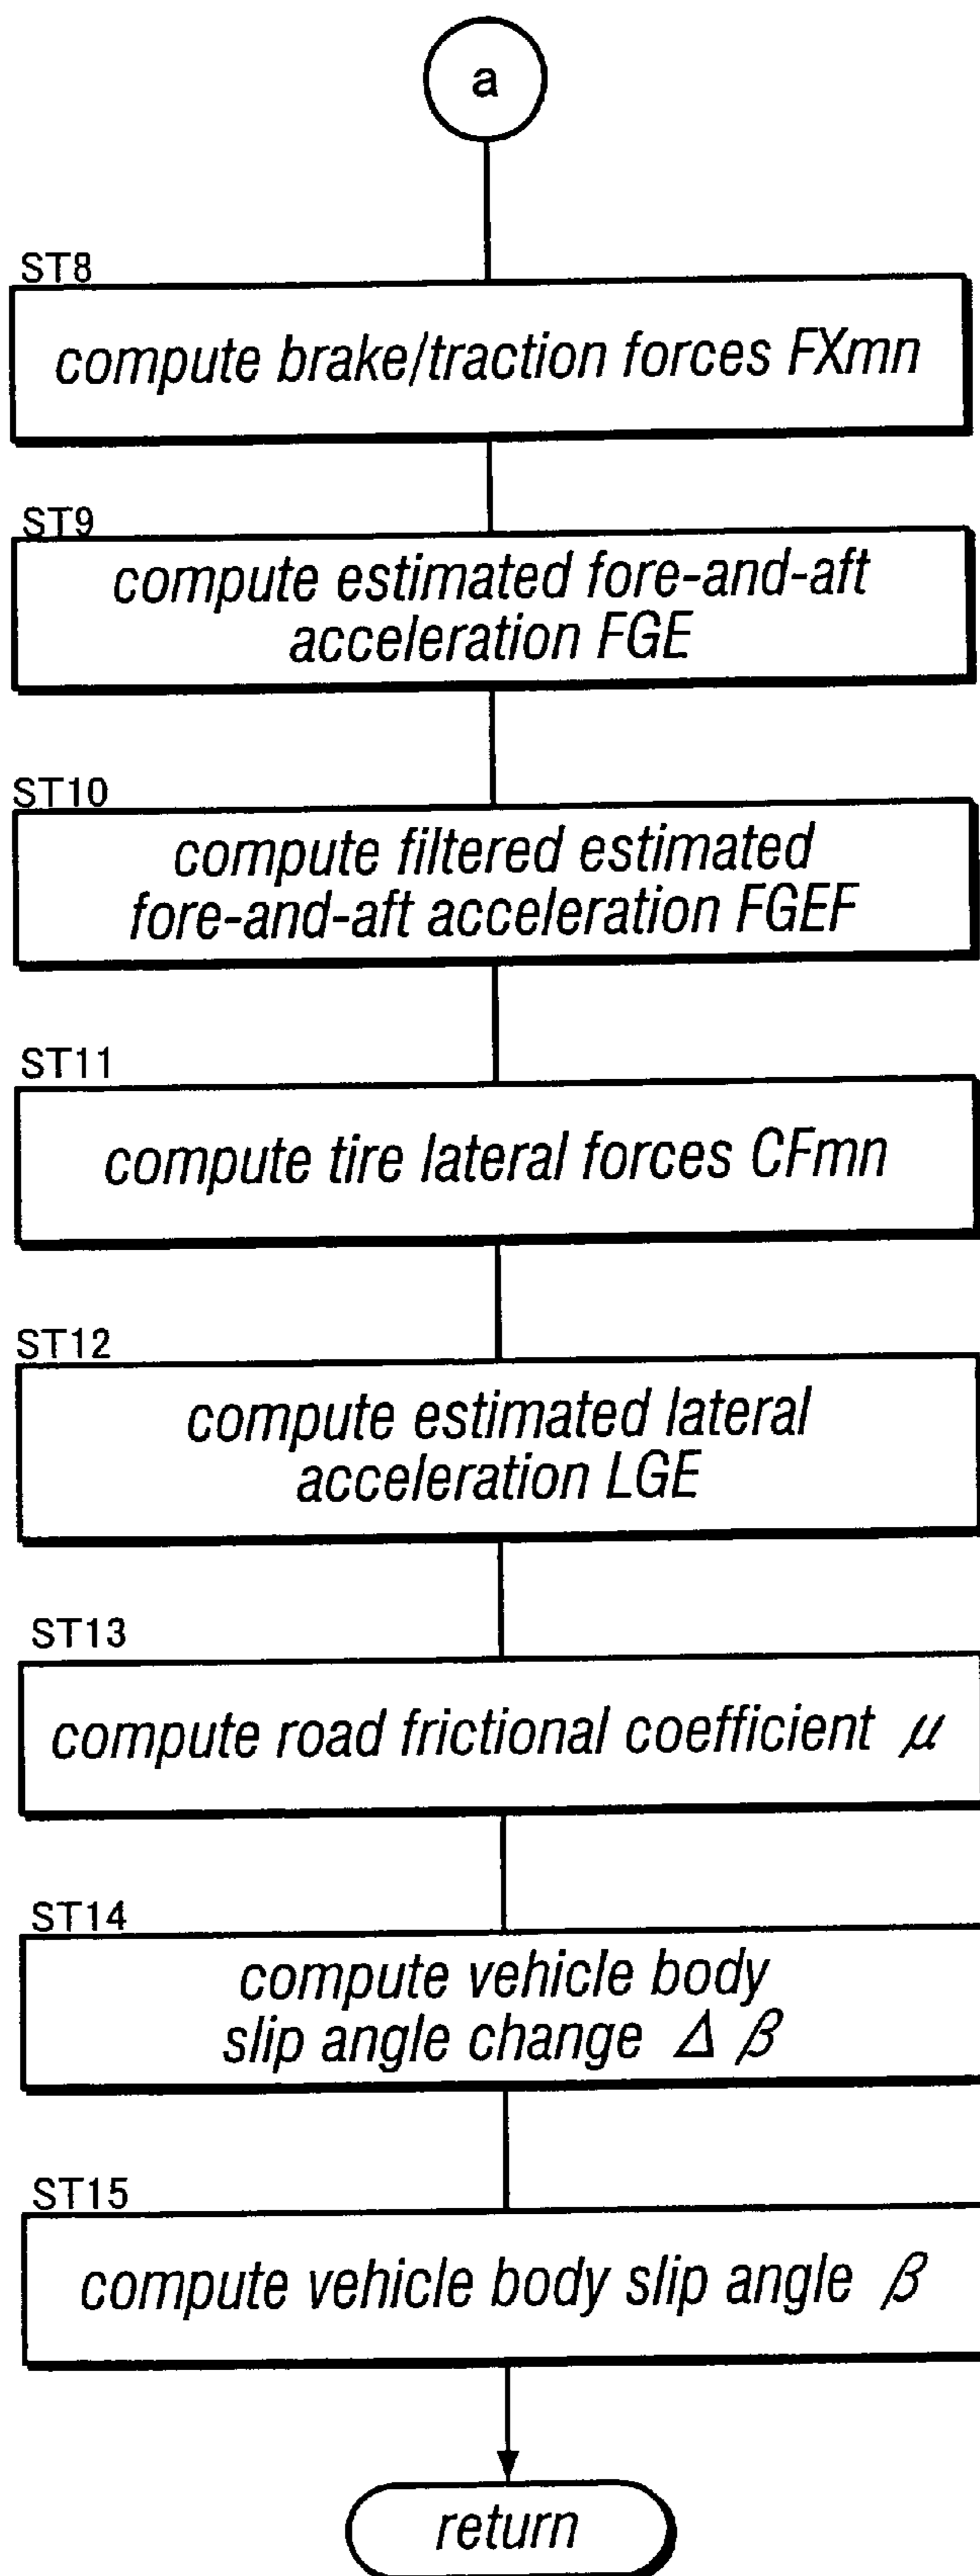 a
ST8
compute brake/traction forces FXmn
ST9
compute estimated fore-and-aft
acceleration FGE
ST10
compute filtered estimated
fore-and-aft acceleration FGEF
ST11
compute tire lateral forces CFmn
ST12
compute estimated lateral
acceleration LGE
ST13
compute road frictional coefficient μ
ST14
compute vehicle body
slip angle change Δ β
ST15
compute vehicle body slip angle β
return